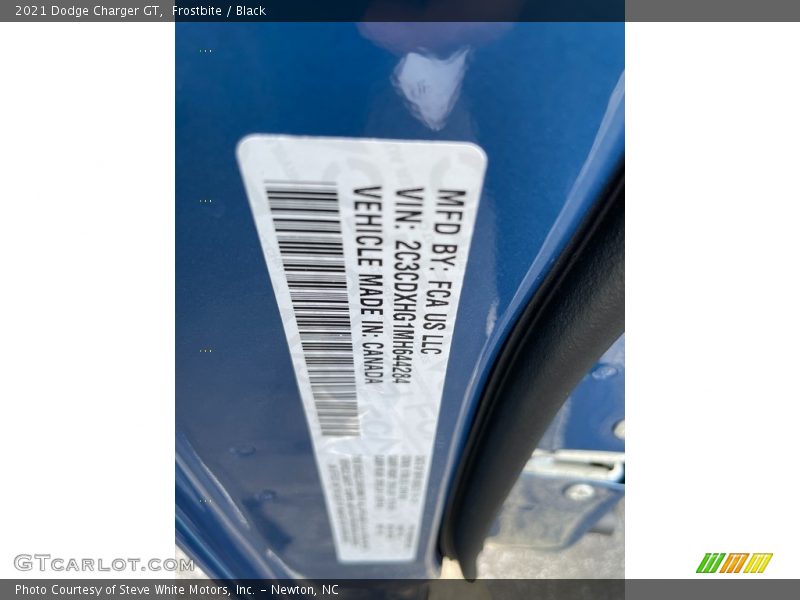 2021 Dodge Charger GT, Frostbite / Black
MFD BY: FCA US LLC
VIN: 2C3CDXHG1MH644284
VEHICLE MADE IN: CANADA
GTcarlot.com
Photo Courtesy of Steve White Motors, Inc. – Newton, NC